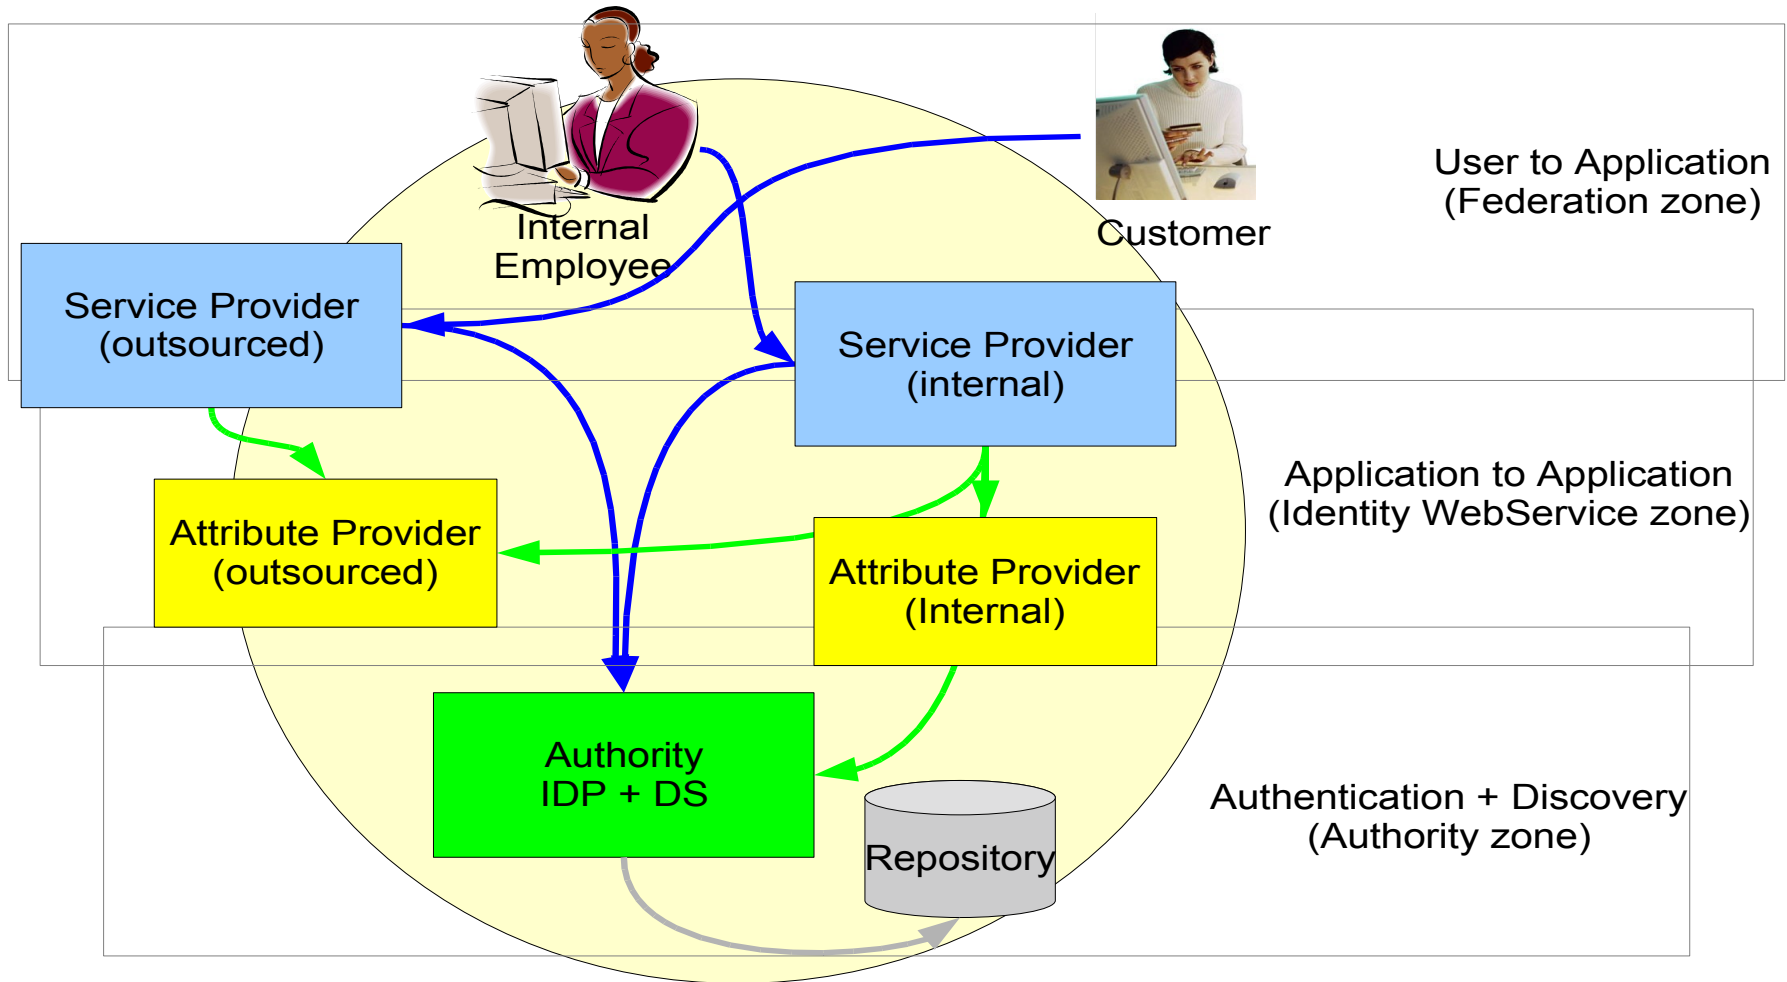 User to Application
(Federation zone)
Internal
Employee
Customer
Service Provider
(outsourced)
Service Provider
(internal)
Application to Application
(Identity WebService zone)
Attribute Provider
(outsourced)
Attribute Provider
(Internal)
Authority
IDP + DS
Authentication + Discovery
(Authority zone)
Repository